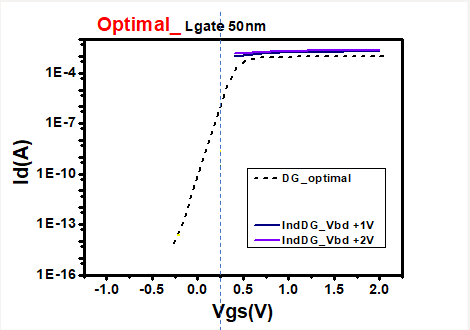 Optimal_ Lgate 50nm
1E-4
1E-7
1E-10
1E-13
1E-16
Id(A)
DG_optimal
IndDG_Vbd +1V
IndDG_Vbd +2V
-1.0 -0.5 0.0 0.5 1.0 1.5 2.0
Vgs(V)